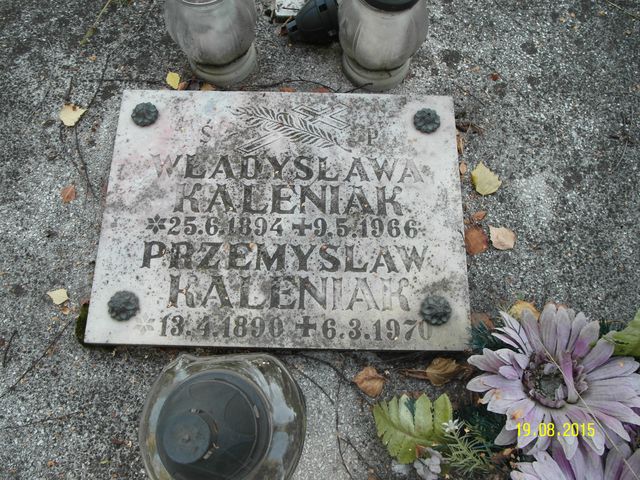 Ś P
WŁADYSŁAWA
KALENIAK
*25.6.1894 +9.5.1966
PRZEMYSŁAW
KALENIAK
*13.4.1890 +6.3.1970
19.08.2015